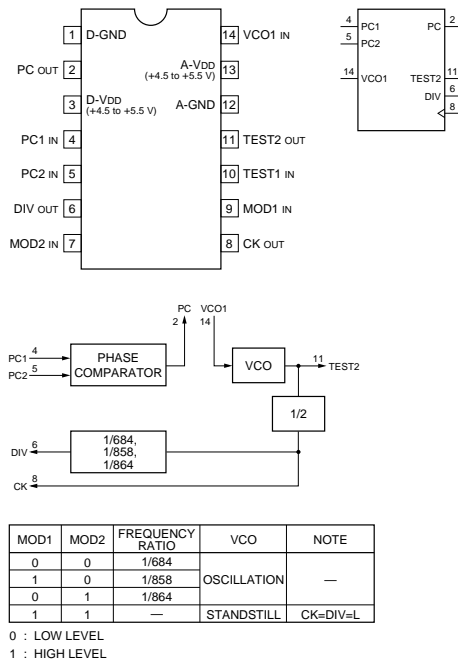 1 D-GND
14 VCO1 IN
PC OUT 2
A-VDD (+4.5 to +5.5 V) 13
3 D-VDD (+4.5 to +5.5 V)
A-GND 12
PC1 IN 4
11 TEST2 OUT
PC2 IN 5
10 TEST1 IN
DIV OUT 6
9 MOD1 IN
MOD2 IN 7
8 CK OUT
4 PC1
PC 2
5 PC2
14 VCO1
TEST2 11
DIV 6
8
PC VCO1
2 14
PC1 4
PC2 5
PHASE
COMPARATOR
VCO
11 TEST2
1/2
DIV 6
1/684,
1/858,
1/864
CK 8
MOD1 MOD2 FREQUENCY RATIO VCO NOTE
0 0 1/684
1 0 1/858 OSCILLATION —
0 1 1/864
1 1 — STANDSTILL CK=DIV=L
0 : LOW LEVEL
1 : HIGH LEVEL